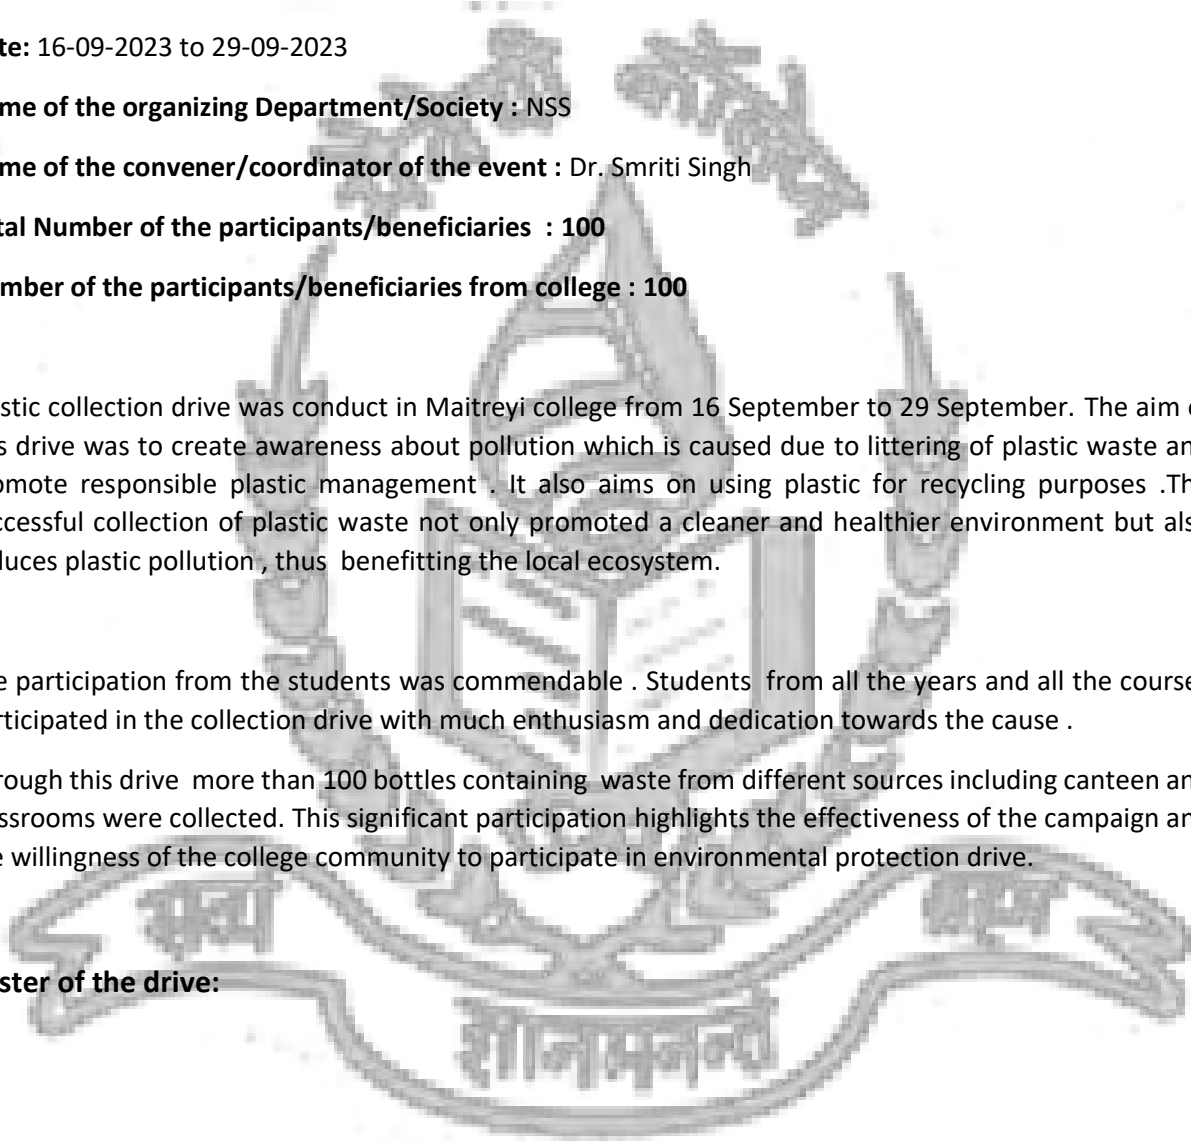 te: 16-09-2023 to 29-09-2023
me of the organizing Department/Society : NSS
me of the convener/coordinator of the event : Dr. Smriti Singh
tal Number of the participants/beneficiaries : 100
mber of the participants/beneficiaries from college : 100
stic collection drive was conduct in Maitreyi college from 16 September to 29 September. The aim
s drive was to create awareness about pollution which is caused due to littering of plastic waste an
omote responsible plastic management . It also aims on using plastic for recycling purposes .Th
ccessful collection of plastic waste not only promoted a cleaner and healthier environment but als
duces plastic pollution , thus benefitting the local ecosystem.
e participation from the students was commendable . Students from all the years and all the course
rticipated in the collection drive with much enthusiasm and dedication towards the cause .
rough this drive more than 100 bottles containing waste from different sources including canteen an
ssrooms were collected. This significant participation highlights the effectiveness of the campaign an
e willingness of the college community to participate in environmental protection drive.
ster of the drive: